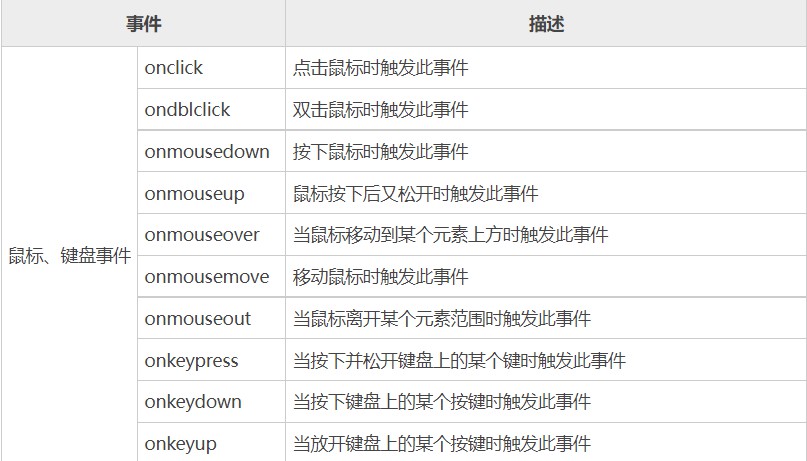 事件 描述
onclick 点击鼠标时触发此事件
ondblclick 双击鼠标时触发此事件
onmousedown 按下鼠标时触发此事件
onmouseup 鼠标按下后又松开时触发此事件
onmouseover 当鼠标移动到某个元素上方时触发此事件
鼠标、键盘事件
onmousemove 移动鼠标时触发此事件
onmouseout 当鼠标离开某个元素范围时触发此事件
onkeypress 当按下并松开键盘上的某个键时触发此事件
onkeydown 当按下键盘上的某个按键时触发此事件
onkeyup 当放开键盘上的某个按键时触发此事件